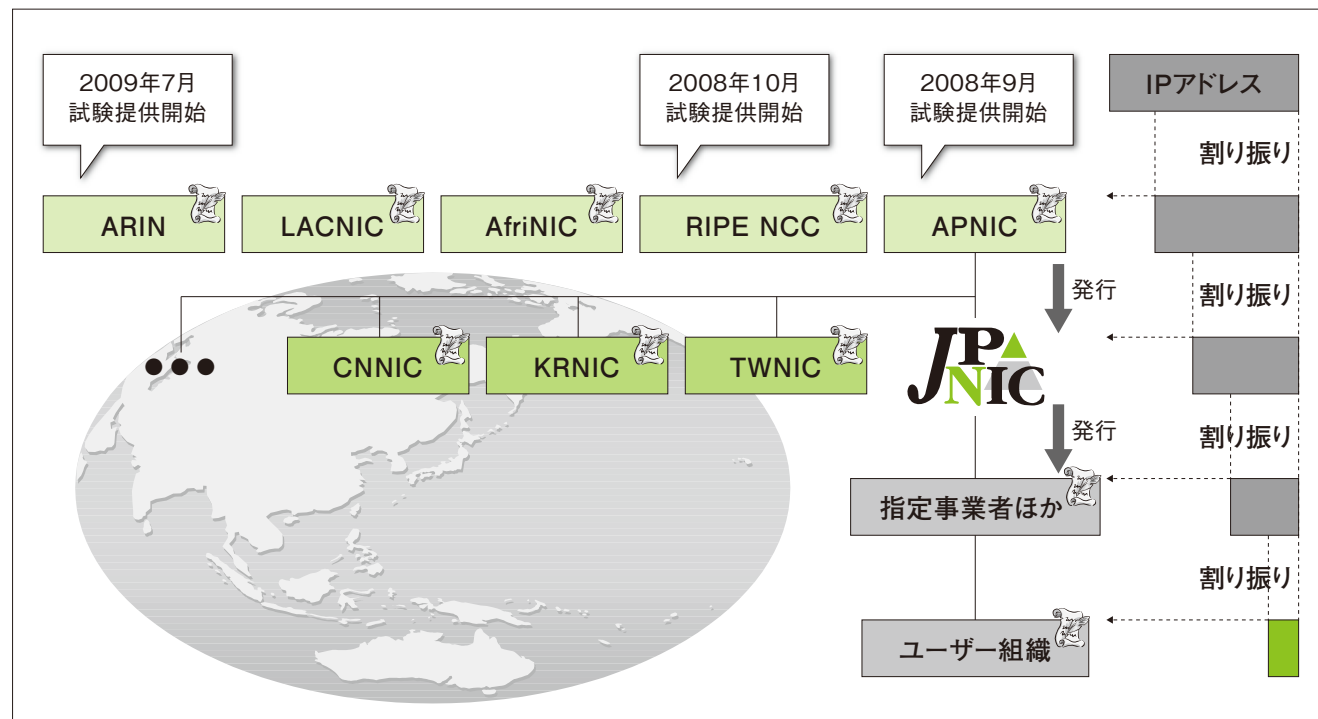 2009年7月
試験提供開始
2008年10月
試験提供開始
2008年9月
試験提供開始
IPアドレス
割り振り
ARIN
LACNIC
AfriNIC
RIPE NCC
APNIC
発行
割り振り
CNNIC
KRNIC
TWNIC
JPNIC
発行
割り振り
指定事業者ほか
割り振り
ユーザー組織